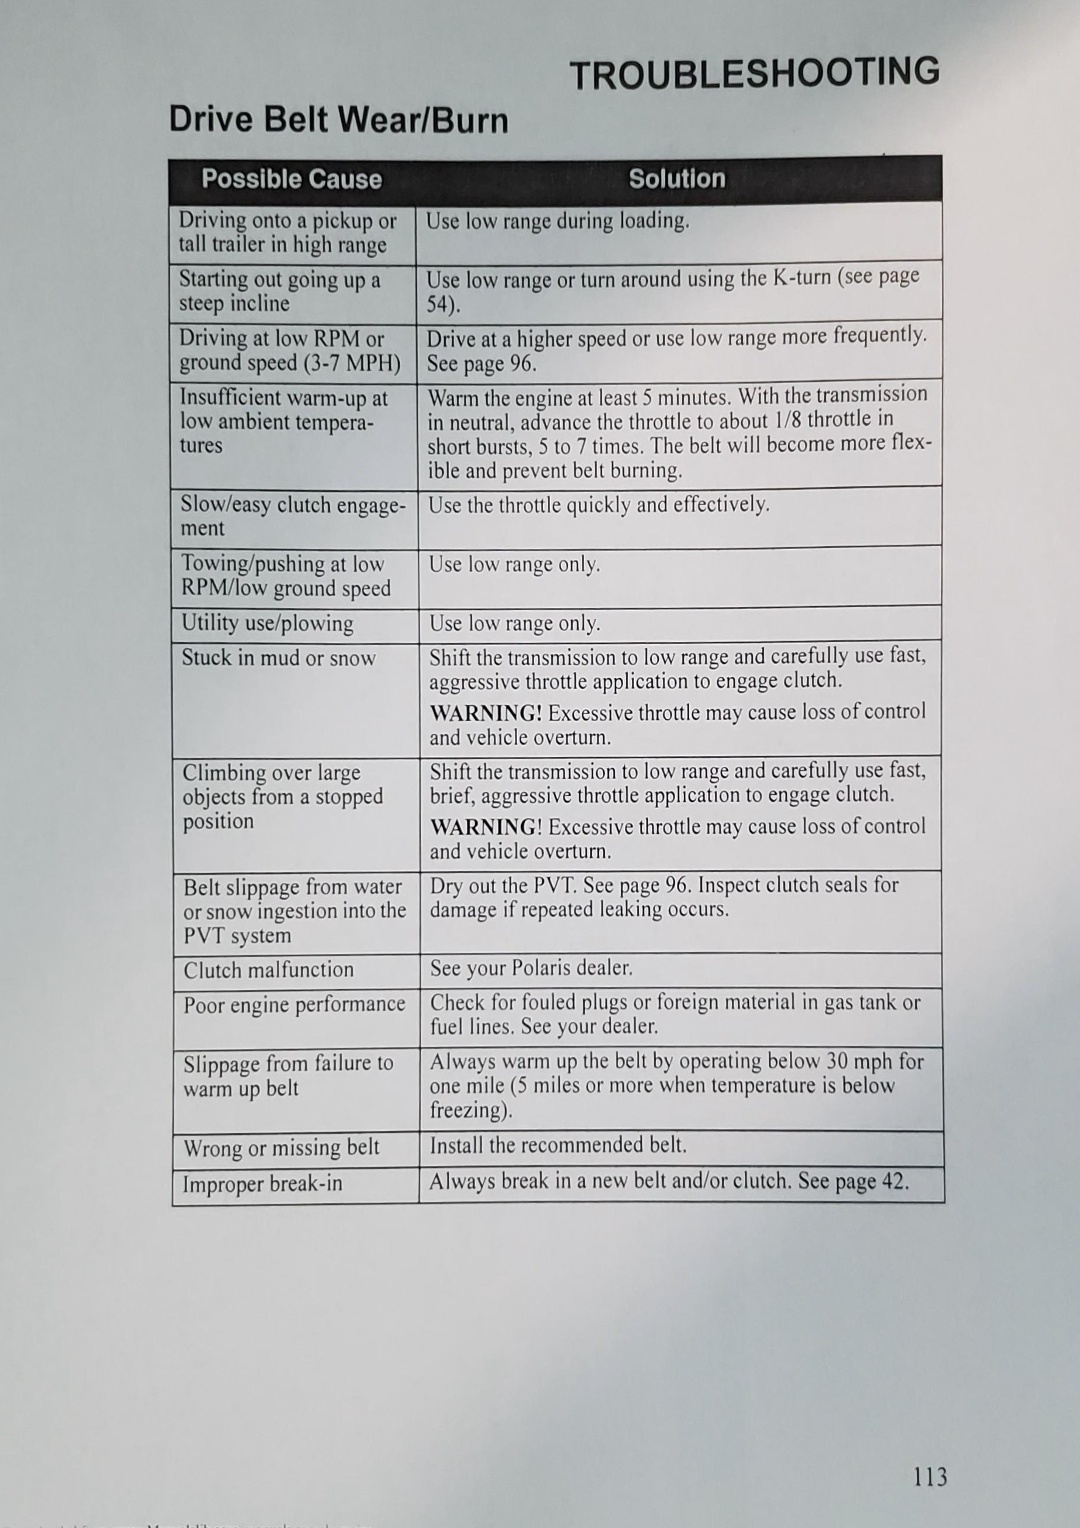 TROUBLESHOOTING
Drive Belt Wear/Burn
Possible Cause
Solution
Driving onto a pickup or
tall trailer in high range
Use low range during loading.
Starting out going up a
steep incline
Use low range or turn around using the K-turn (see page
54).
Driving at low RPM or
ground speed (3-7 MPH)
Drive at a higher speed or use low range more frequently.
See page 96.
Insufficient warm-up at
low ambient tempera-
tures
Warm the engine at least 5 minutes. With the transmission
in neutral, advance the throttle to about 1/8 throttle in
short bursts, 5 to 7 times. The belt will become more flex-
ible and prevent belt burning.
Slow/easy clutch engage-
ment
Use the throttle quickly and effectively.
Towing/pushing at low
RPM/low ground speed
Use low range only.
Utility use/plowing
Use low range only.
Stuck in mud or snow
Shift the transmission to low range and carefully use fast,
aggressive throttle application to engage clutch.
WARNING! Excessive throttle may cause loss of control
and vehicle overturn.
Climbing over large
objects from a stopped
position
Shift the transmission to low range and carefully use fast,
brief, aggressive throttle application to engage clutch.
WARNING! Excessive throttle may cause loss of control
and vehicle overturn.
Belt slippage from water
or snow ingestion into the
PVT system
Dry out the PVT. See page 96. Inspect clutch seals for
damage if repeated leaking occurs.
Clutch malfunction
See your Polaris dealer.
Poor engine performance
Check for fouled plugs or foreign material in gas tank or
fuel lines. See your dealer.
Slippage from failure to
warm up belt
Always warm up the belt by operating below 30 mph for
one mile (5 miles or more when temperature is below
freezing).
Wrong or missing belt
Install the recommended belt.
Improper break-in
Always break in a new belt and/or clutch. See page 42.
113